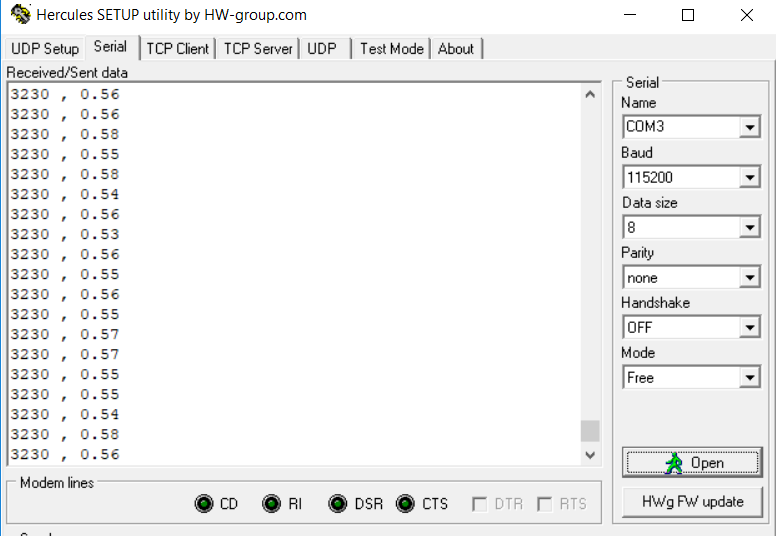 Hercules SETUP utility by HW-group.com
UDP Setup Serial TCP Client TCP Server UDP Test Mode About
Received/Sent data
3230 , 0.56
3230 , 0.56
3230 , 0.58
3230 , 0.55
3230 , 0.58
3230 , 0.54
3230 , 0.56
3230 , 0.53
3230 , 0.56
3230 , 0.55
3230 , 0.56
3230 , 0.55
3230 , 0.57
3230 , 0.57
3230 , 0.55
3230 , 0.55
3230 , 0.54
3230 , 0.58
3230 , 0.56
Serial
Name
COM3
Baud
115200
Data size
8
Parity
none
Handshake
OFF
Mode
Free
Open
HWg FW update
Modem lines
CD RI DSR CTS DTR RTS